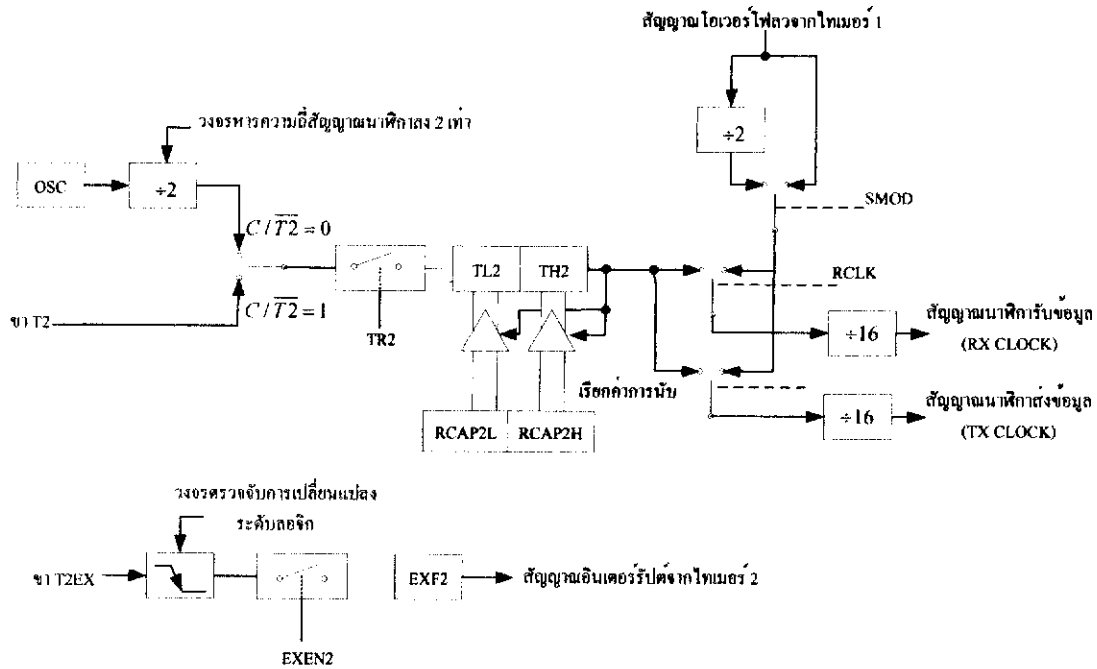 สัญญาณโอเวอร์โฟลวจากไทเมอร์ 1
วงจรหารความถี่สัญญาณนาฬิกาลง 2 เท่า
÷2
OSC
÷2
SMOD
C / T2 = 0
TL2
TH2
RCLK
C / T2 = 1
ขา T2
TR2
สัญญาณนาฬิการับข้อมูล
÷16
(RX CLOCK)
เรียกค่าการนับ
สัญญาณนาฬิกาส่งข้อมูล
÷16
(TX CLOCK)
RCAP2L
RCAP2H
วงจรตรวจจับการเปลี่ยนแปลง
ระดับลอจิก
ขา T2EX
EXF2
สัญญาณอินเตอร์รัปต์จากไทเมอร์ 2
EXEN2